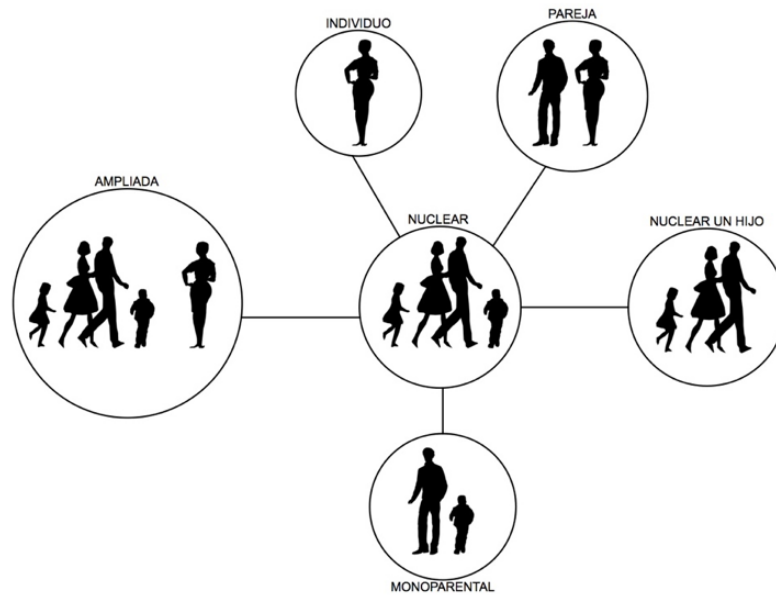 INDIVIDUO
PAREJA
AMPLIADA
NUCLEAR
NUCLEAR UN HIJO
MONOPARENTAL